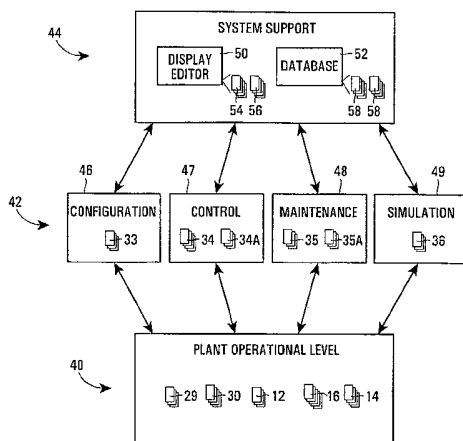 44
SYSTEM SUPPORT
50
52
DISPLAY
EDITOR
DATABASE
54 56
58 58
42
46
47
48
49
CONFIGURATION
CONTROL
MAINTENANCE
SIMULATION
33
34 34A
35 35A
36
40
PLANT OPERATIONAL LEVEL
29 30 12 16 14